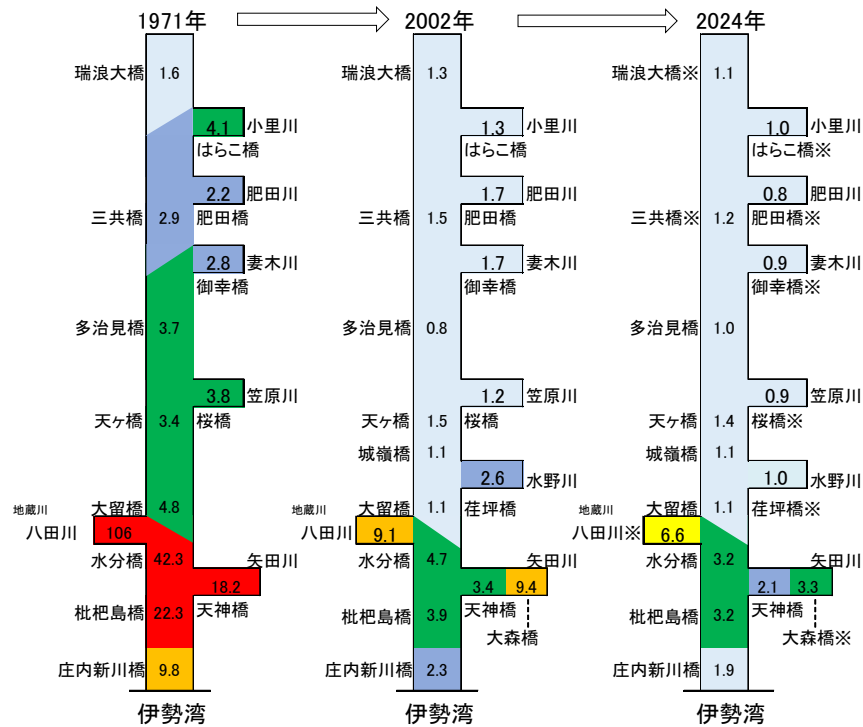 1971年
2002年
2024年
瑞浪大橋
1.6
4.1
小里川
はらこ橋
2.2
肥田川
三共橋
2.9
肥田橋
2.8
妻木川
御幸橋
多治見橋
3.7
3.8
笠原川
天ヶ橋
3.4
桜橋
大留橋
4.8
地蔵川
八田川
106
水分橋
42.3
矢田川
18.2
枇杷島橋
22.3
天神橋
庄内新川橋
9.8
伊勢湾
瑞浪大橋
1.3
1.3
小里川
はらこ橋
1.7
肥田川
三共橋
1.5
肥田橋
1.7
妻木川
御幸橋
多治見橋
0.8
1.2
笠原川
天ヶ橋
1.5
桜橋
城嶺橋
1.1
2.6
水野川
大留橋
1.1
荏坪橋
地蔵川
八田川
9.1
水分橋
4.7
矢田川
3.4
9.4
枇杷島橋
3.9
天神橋
大森橋
庄内新川橋
2.3
伊勢湾
瑞浪大橋※
1.1
1.0
小里川
はらこ橋※
0.8
肥田川
三共橋※
1.2
肥田橋※
0.9
妻木川
御幸橋※
多治見橋
1.0
0.9
笠原川
天ヶ橋
1.4
桜橋※
城嶺橋
1.1
1.0
水野川
大留橋
1.1
荏坪橋※
地蔵川
八田川※
6.6
水分橋
3.2
矢田川
2.1
3.3
枇杷島橋
3.2
天神橋
大森橋※
庄内新川橋
1.9
伊勢湾